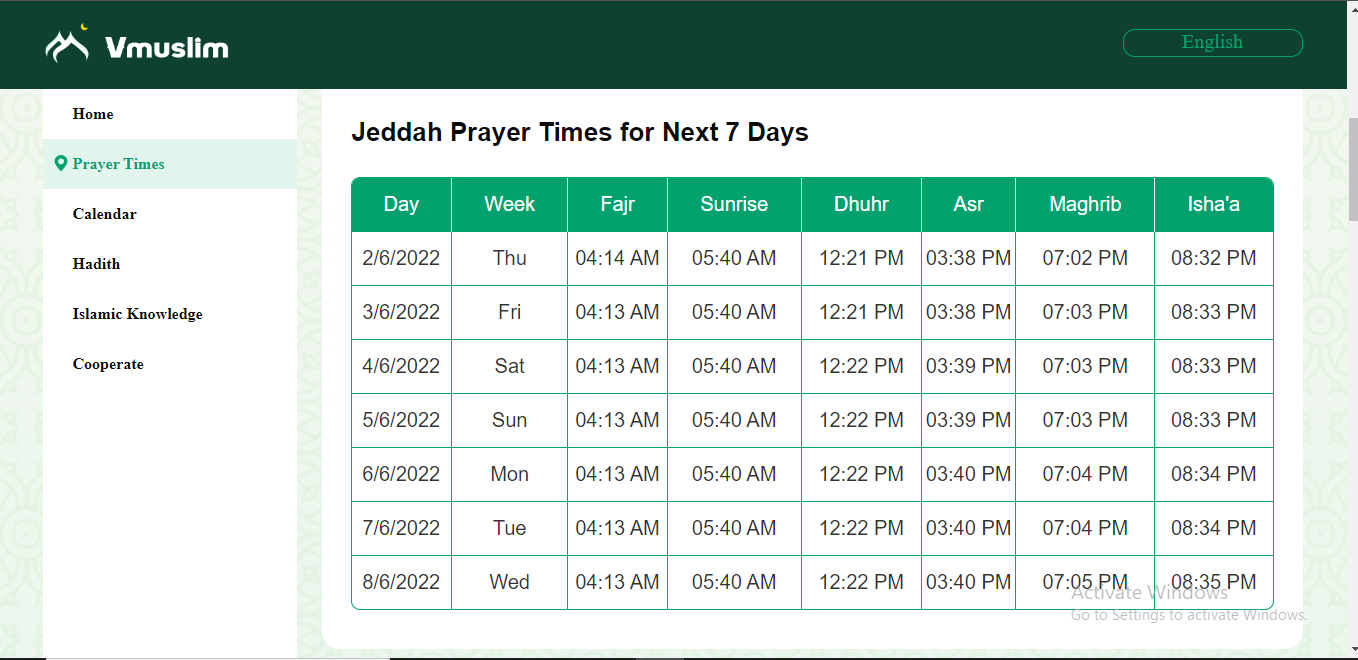 Vmuslim
English
Home
Prayer Times
Calendar
Hadith
Islamic Knowledge
Cooperate
Jeddah Prayer Times for Next 7 Days
Day Week Fajr Sunrise Dhuhr Asr Maghrib Isha'a
2/6/2022 Thu 04:14 AM 05:40 AM 12:21 PM 03:38 PM 07:02 PM 08:32 PM
3/6/2022 Fri 04:13 AM 05:40 AM 12:21 PM 03:38 PM 07:03 PM 08:33 PM
4/6/2022 Sat 04:13 AM 05:40 AM 12:22 PM 03:39 PM 07:03 PM 08:33 PM
5/6/2022 Sun 04:13 AM 05:40 AM 12:22 PM 03:39 PM 07:03 PM 08:33 PM
6/6/2022 Mon 04:13 AM 05:40 AM 12:22 PM 03:40 PM 07:04 PM 08:34 PM
7/6/2022 Tue 04:13 AM 05:40 AM 12:22 PM 03:40 PM 07:04 PM 08:34 PM
8/6/2022 Wed 04:13 AM 05:40 AM 12:22 PM 03:40 PM 07:05 PM 08:35 PM
Activate Windows
Go to Settings to activate Windows.